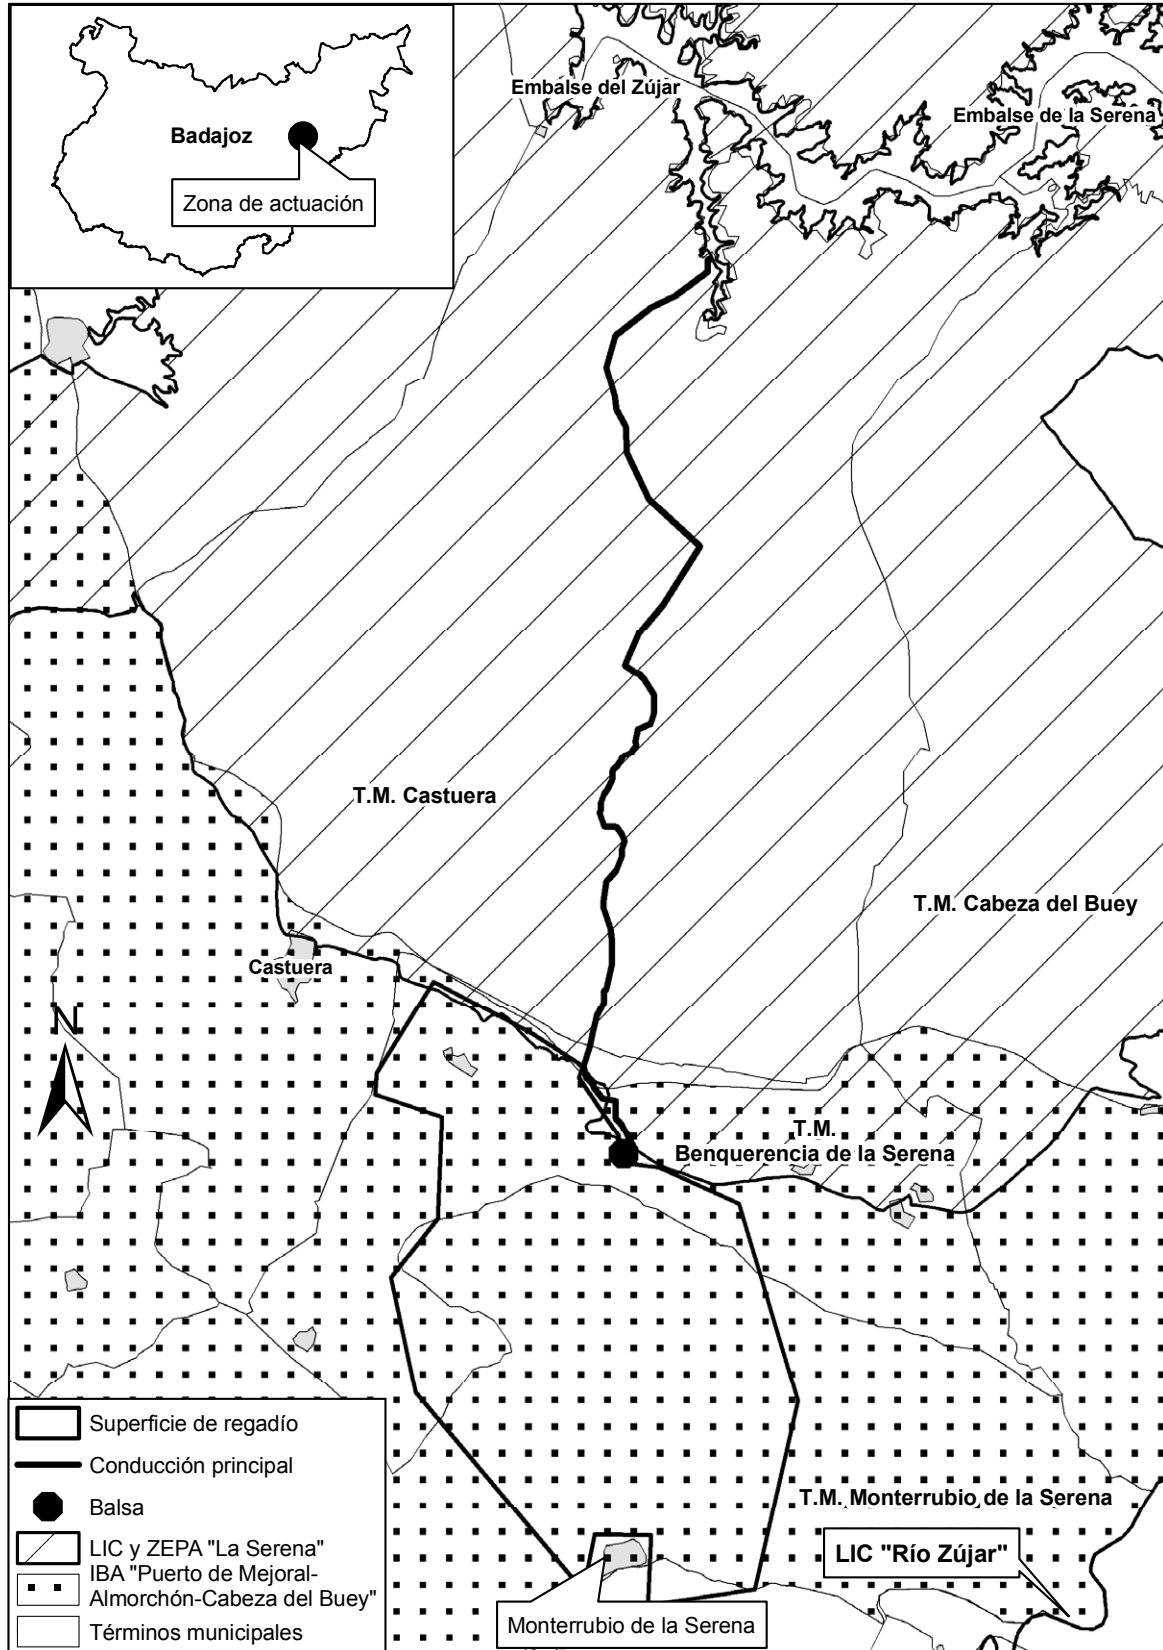 Badajoz
Zona de actuación
Embalse del Zújar
Embalse de la Serena
T.M. Castuera
T.M. Cabeza del Buey
Castuera
N
T.M.
Benquerencia de la Serena
T.M. Monterrubio de la Serena
LIC "Río Zújar"
Monterrubio de la Serena
Superficie de regadío
Conducción principal
Balsa
LIC y ZEPA "La Serena"
IBA "Puerto de Mejoral-
Almorchón-Cabeza del Buey"
Términos municipales